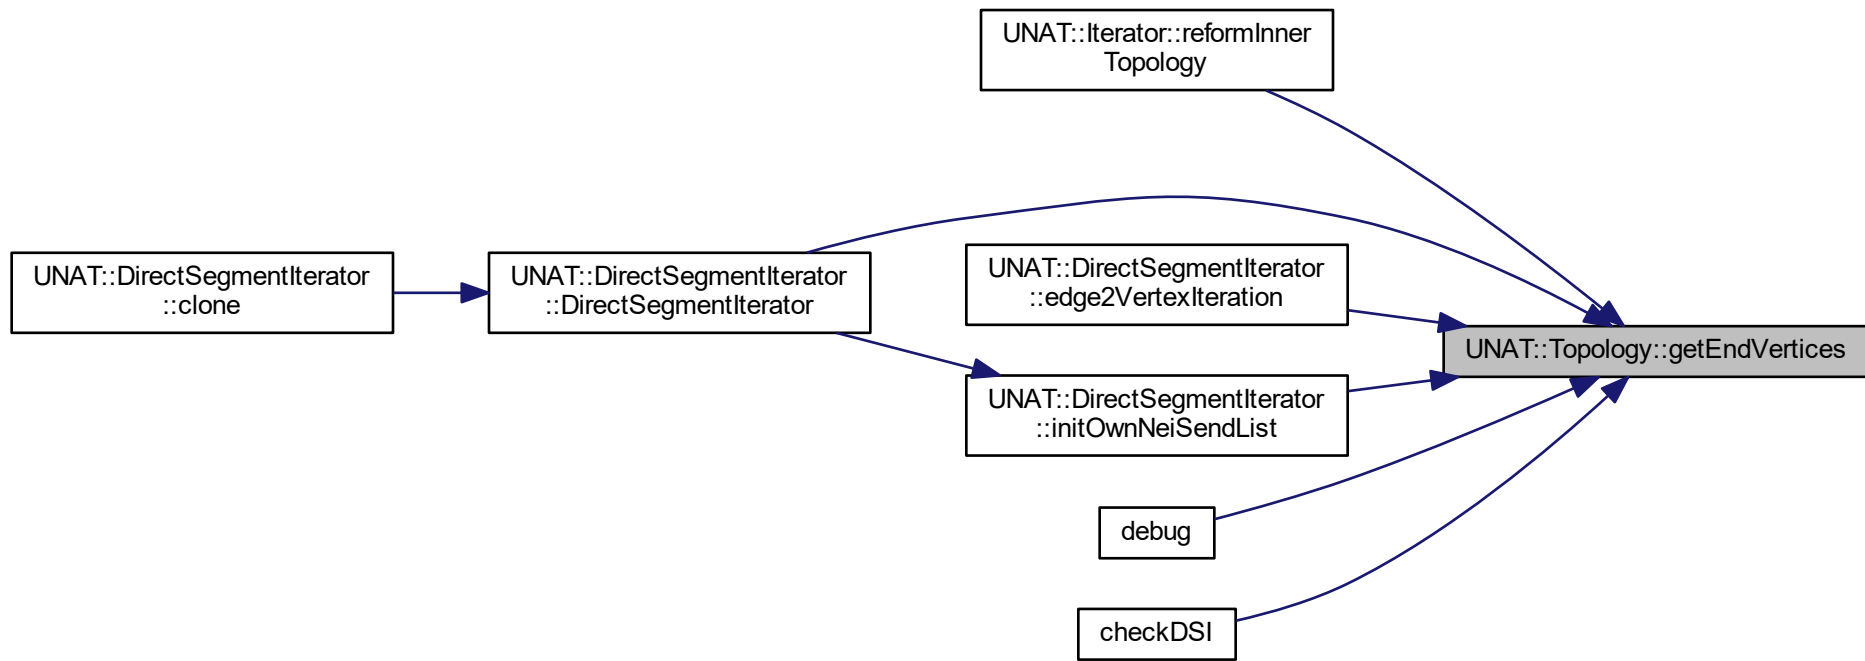 UNAT::Iterator::reformInner
Topology
UNAT::DirectSegmentIterator
::clone
UNAT::DirectSegmentIterator
::DirectSegmentIterator
UNAT::DirectSegmentIterator
::edge2VertexIteration
UNAT::Topology::getEndVertices
UNAT::DirectSegmentIterator
::initOwnNeiSendList
debug
checkDSI